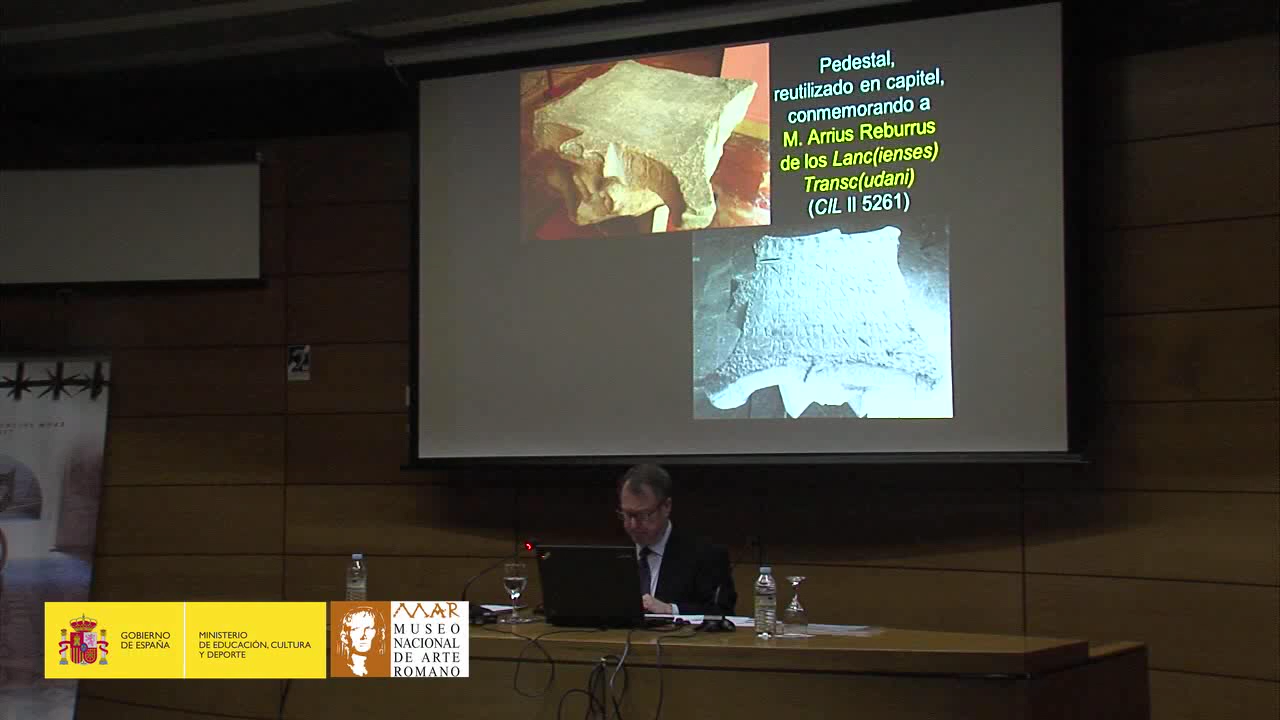 Pedestal,
reutilizado en capitel,
conmemorando a
M. Arrius Reburrus
de los Lanc(ienses)
Transc(udani)
(CIL II 5261)
GOBIERNO
DE ESPAÑA
MINISTERIO
DE EDUCACIÓN, CULTURA
Y DEPORTE
MAR
MUSEO
NACIONAL
DE ARTE
ROMANO